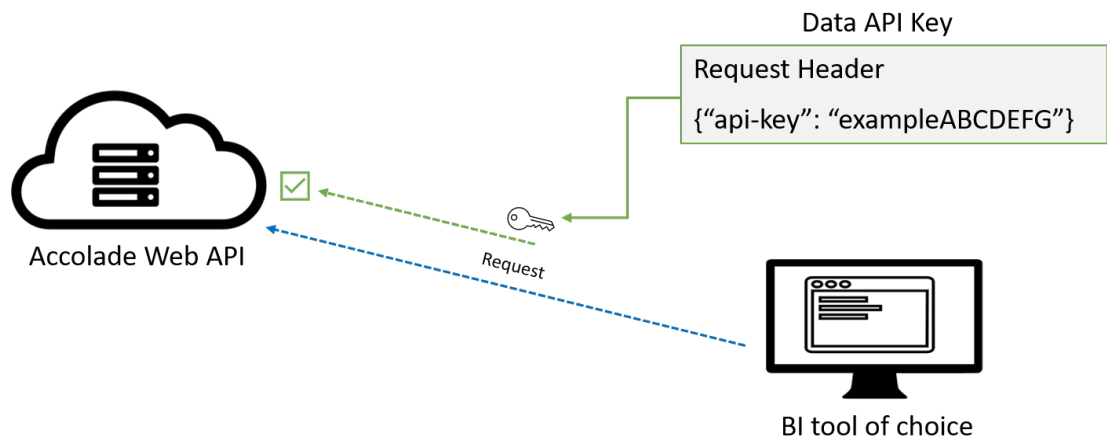 Data API Key
Request Header
{“api-key”: “exampleABCDEFG”}
Accolade Web API
Request
BI tool of choice